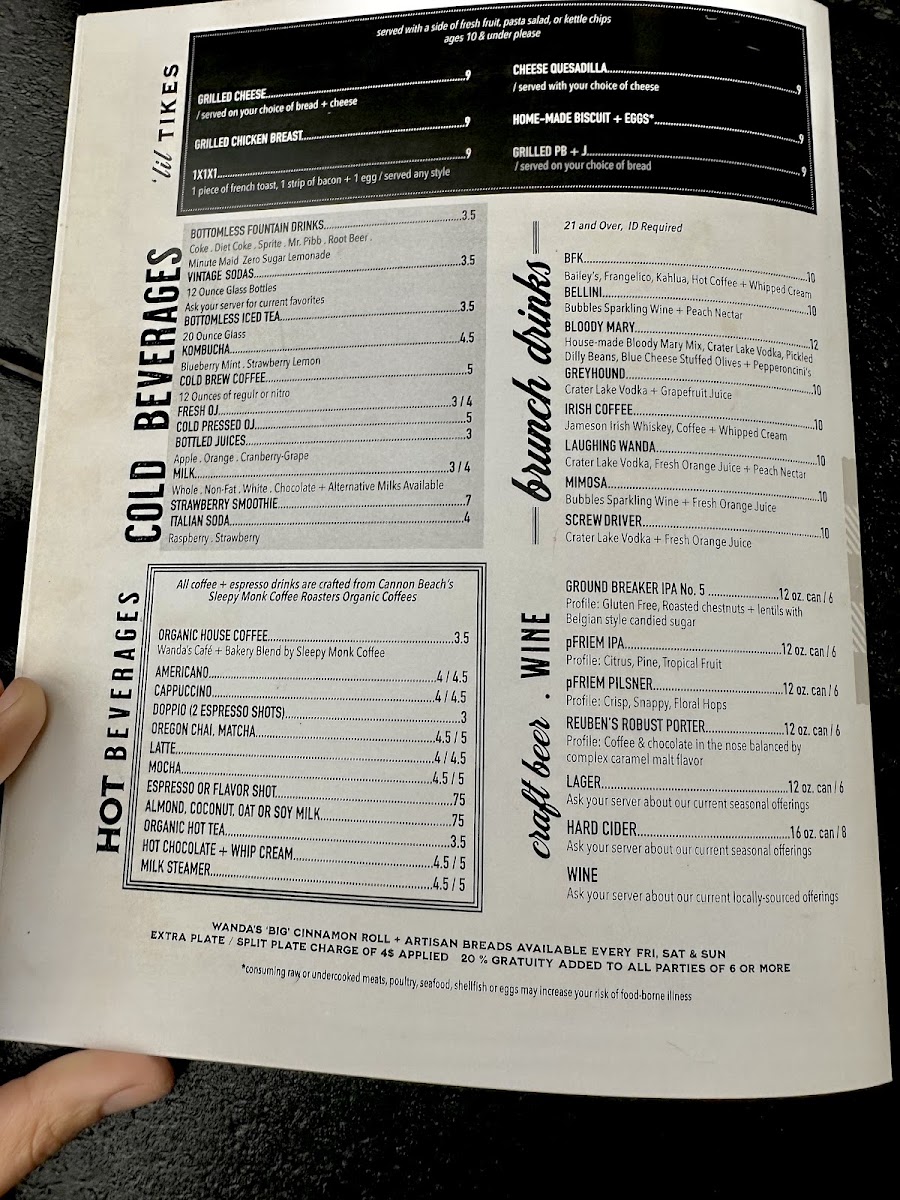 'lil TIKES
served with a side of fresh fruit, pasta salad, or kettle chips
ages 10 & under please
GRILLED CHEESE 9
/ served on your choice of bread + cheese
GRILLED CHICKEN BREAST 9
1X1X1 9
1 piece of french toast, 1 strip of bacon + 1 egg / served any style
CHEESE QUESADILLA 9
/ served with your choice of cheese
HOME-MADE BISCUIT + EGGS* 9
GRILLED PB + J 9
/ served on your choice of bread
COLD BEVERAGES
BOTTOMLESS FOUNTAIN DRINKS 3.5
Coke . Diet Coke . Sprite . Mr. Pibb . Root Beer .
Minute Maid Zero Sugar Lemonade
VINTAGE SODAS 3.5
12 Ounce Glass Bottles
Ask your server for current favorites
BOTTOMLESS ICED TEA 3.5
20 Ounce Glass
KOMBUCHA 4.5
Blueberry Mint . Strawberry Lemon
COLD BREW COFFEE 5
12 Ounces of regulr or nitro
FRESH OJ 3 / 4
COLD PRESSED OJ 5
BOTTLED JUICES 3
Apple . Orange . Cranberry-Grape
MILK 3 / 4
Whole . Non-Fat . White . Chocolate + Alternative Milks Available
STRAWBERRY SMOOTHIE 7
ITALIAN SODA 4
Raspberry . Strawberry
HOT BEVERAGES
All coffee + espresso drinks are crafted from Cannon Beach's
Sleepy Monk Coffee Roasters Organic Coffees
ORGANIC HOUSE COFFEE 3.5
Wanda's Café + Bakery Blend by Sleepy Monk Coffee
AMERICANO 4 / 4.5
CAPPUCCINO 4 / 4.5
DOPPIO (2 ESPRESSO SHOTS) 3
OREGON CHAI, MATCHA 4.5 / 5
LATTE 4 / 4.5
MOCHA 4.5 / 5
ESPRESSO OR FLAVOR SHOT .75
ALMOND, COCONUT, OAT OR SOY MILK .75
ORGANIC HOT TEA 3.5
HOT CHOCOLATE + WHIP CREAM 4.5 / 5
MILK STEAMER 4.5 / 5
brunch drinks
21 and Over, ID Required
BFK 10
Bailey's, Frangelico, Kahlua, Hot Coffee + Whipped Cream
BELLINI 10
Bubbles Sparkling Wine + Peach Nectar
BLOODY MARY 12
House-made Bloody Mary Mix, Crater Lake Vodka, Pickled
Dilly Beans, Blue Cheese Stuffed Olives + Pepperoncini's
GREYHOUND 10
Crater Lake Vodka + Grapefruit Juice
IRISH COFFEE 10
Jameson Irish Whiskey, Coffee + Whipped Cream
LAUGHING WANDA 10
Crater Lake Vodka, Fresh Orange Juice + Peach Nectar
MIMOSA 10
Bubbles Sparkling Wine + Fresh Orange Juice
SCREWDRIVER 10
Crater Lake Vodka + Fresh Orange Juice
craft beer . WINE
GROUND BREAKER IPA No. 5 12 oz. can / 6
Profile: Gluten Free, Roasted chestnuts + lentils with
Belgian style candied sugar
pFRIEM IPA 12 oz. can / 6
Profile: Citrus, Pine, Tropical Fruit
pFRIEM PILSNER 12 oz. can / 6
Profile: Crisp, Snappy, Floral Hops
REUBEN'S ROBUST PORTER 12 oz. can / 6
Profile: Coffee & chocolate in the nose balanced by
complex caramel malt flavor
LAGER 12 oz. can / 6
Ask your server about our current seasonal offerings
HARD CIDER 16 oz. can / 8
Ask your server about our current seasonal offerings
WINE
Ask your server about our current locally-sourced offerings
WANDA'S 'BIG' CINNAMON ROLL + ARTISAN BREADS AVAILABLE EVERY FRI, SAT & SUN
EXTRA PLATE / SPLIT PLATE CHARGE OF 4$ APPLIED 20 % GRATUITY ADDED TO ALL PARTIES OF 6 OR MORE
*consuming raw or undercooked meats, poultry, seafood, shellfish or eggs may increase your risk of food-borne illness